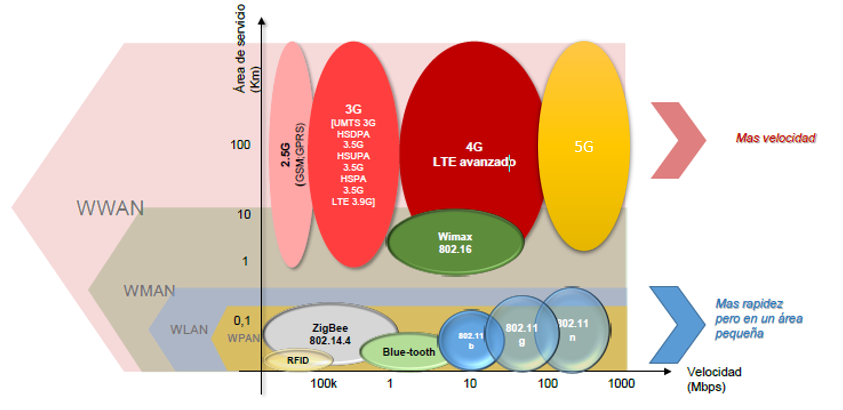 Área de servicio
(Km)
100
10
1
0,1
WWAN
WMAN
WLAN
WPAN
2.5G
(GSM,GPRS)
3G
[UMTS 3G
HSDPA
3.5G
HSUPA
3.5G
HSPA
3.5G
LTE 3.9G]
4G
LTE avanzado
5G
Wimax
802.16
ZigBee
802.14.4
RFID
Blue-tooth
802.11
b
802.11
g
802.11
n
Mas velocidad
Mas rapidez
pero en un área
pequeña
100k
1
10
100
1000
Velocidad
(Mbps)